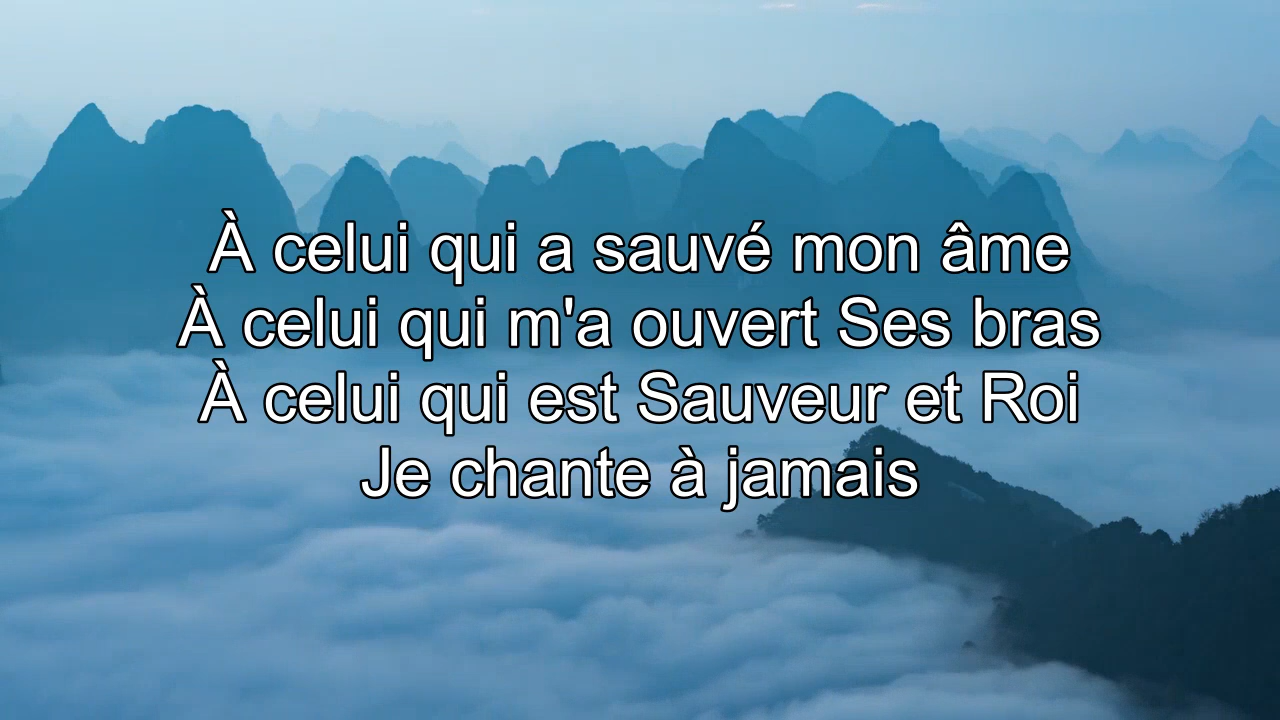 À celui qui a sauvé mon âme
À celui qui m'a ouvert Ses bras
À celui qui est Sauveur et Roi
Je chante à jamais